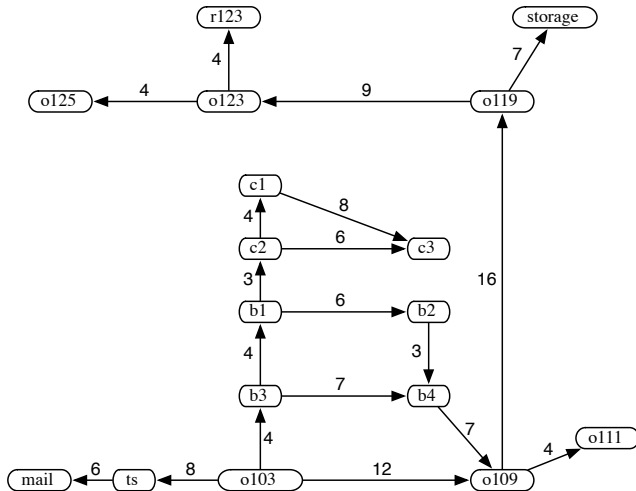 r123 storage
4 7
o125 4 o123 9 o119
c1
4 8
c2 6 c3
3 16
b1 6 b2
4 3
b3 7 b4
4 7 4 o111
mail 6 ts 8 o103 12 o109